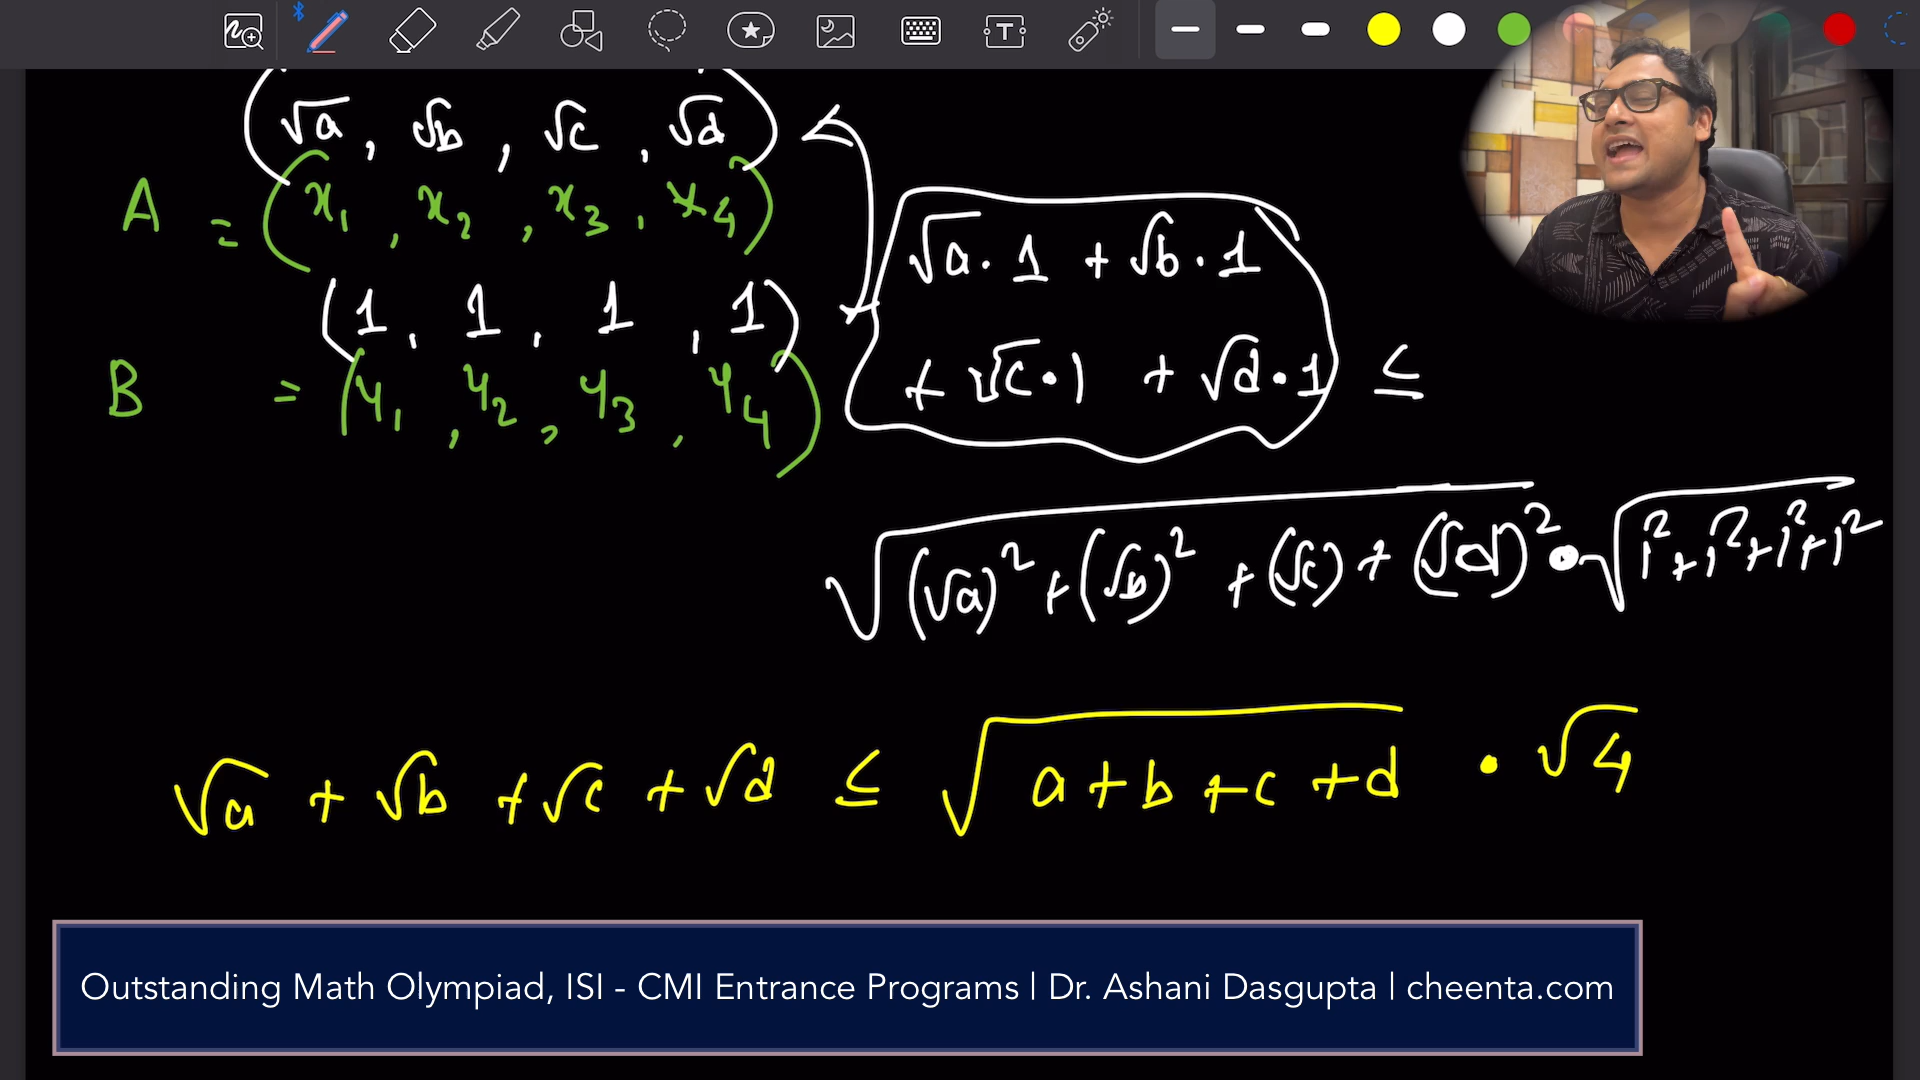 (√a, √b, √c, √d)
A = (x₁, x₂, x₃, x₄)
(1, 1, 1, 1)
B = (y₁, y₂, y₃, y₄)
√a · 1 + √b · 1
+ √c · 1 + √d · 1 ≤
√((√a)² + (√b)² + (√c) + (√d)²) · √(1² + 1² + 1² + 1²)
√a + √b + √c + √d ≤ √(a + b + c + d) · √4
Outstanding Math Olympiad, ISI - CMI Entrance Programs | Dr. Ashani Dasgupta | cheenta.com